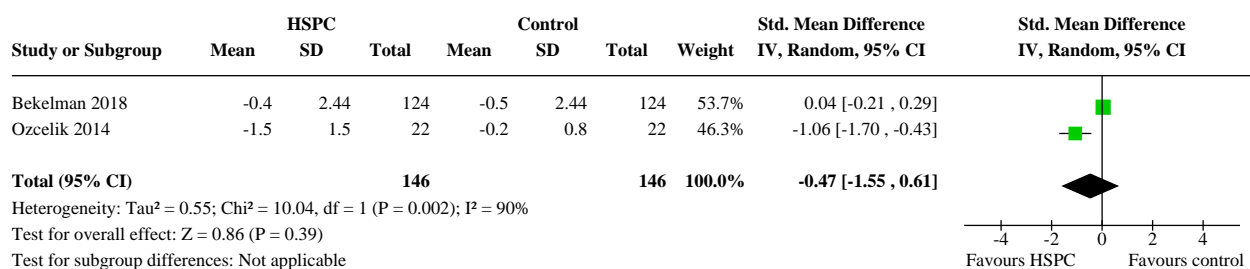 HSPC Control Std. Mean Difference Std. Mean Difference
Study or Subgroup Mean SD Total Mean SD Total Weight IV, Random, 95% CI IV, Random, 95% CI
Bekelman 2018 -0.4 2.44 124 -0.5 2.44 124 53.7% 0.04 [-0.21 , 0.29]
Ozcelik 2014 -1.5 1.5 22 -0.2 0.8 22 46.3% -1.06 [-1.70 , -0.43]
Total (95% CI) 146 146 100.0% -0.47 [-1.55 , 0.61]
Heterogeneity: Tau² = 0.55; Chi² = 10.04, df = 1 (P = 0.002); I² = 90%
Test for overall effect: Z = 0.86 (P = 0.39)
Test for subgroup differences: Not applicable
-4 -2 0 2 4
Favours HSPC Favours control